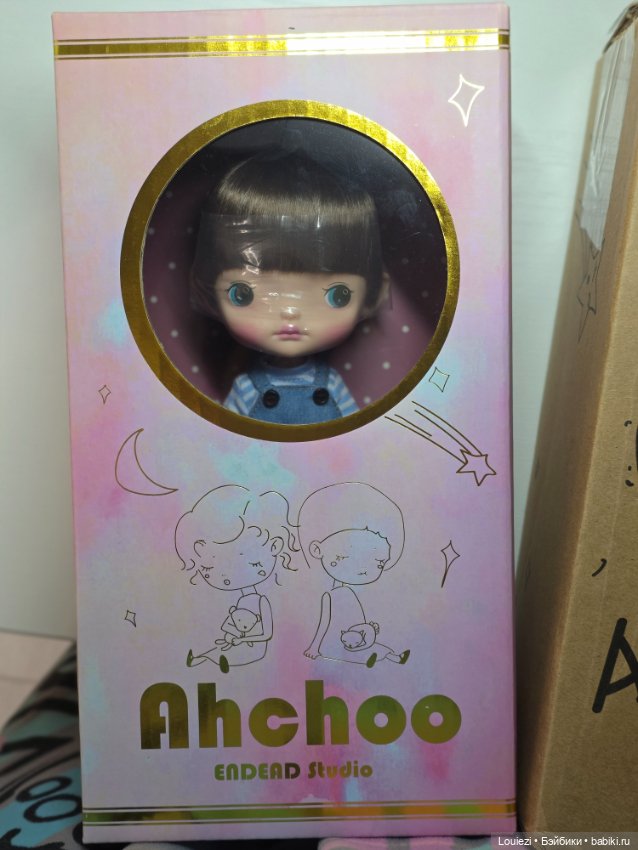 Ahchoo
ENDEAD Studio
A
Louiezi • Бэйбики • babiki.ru